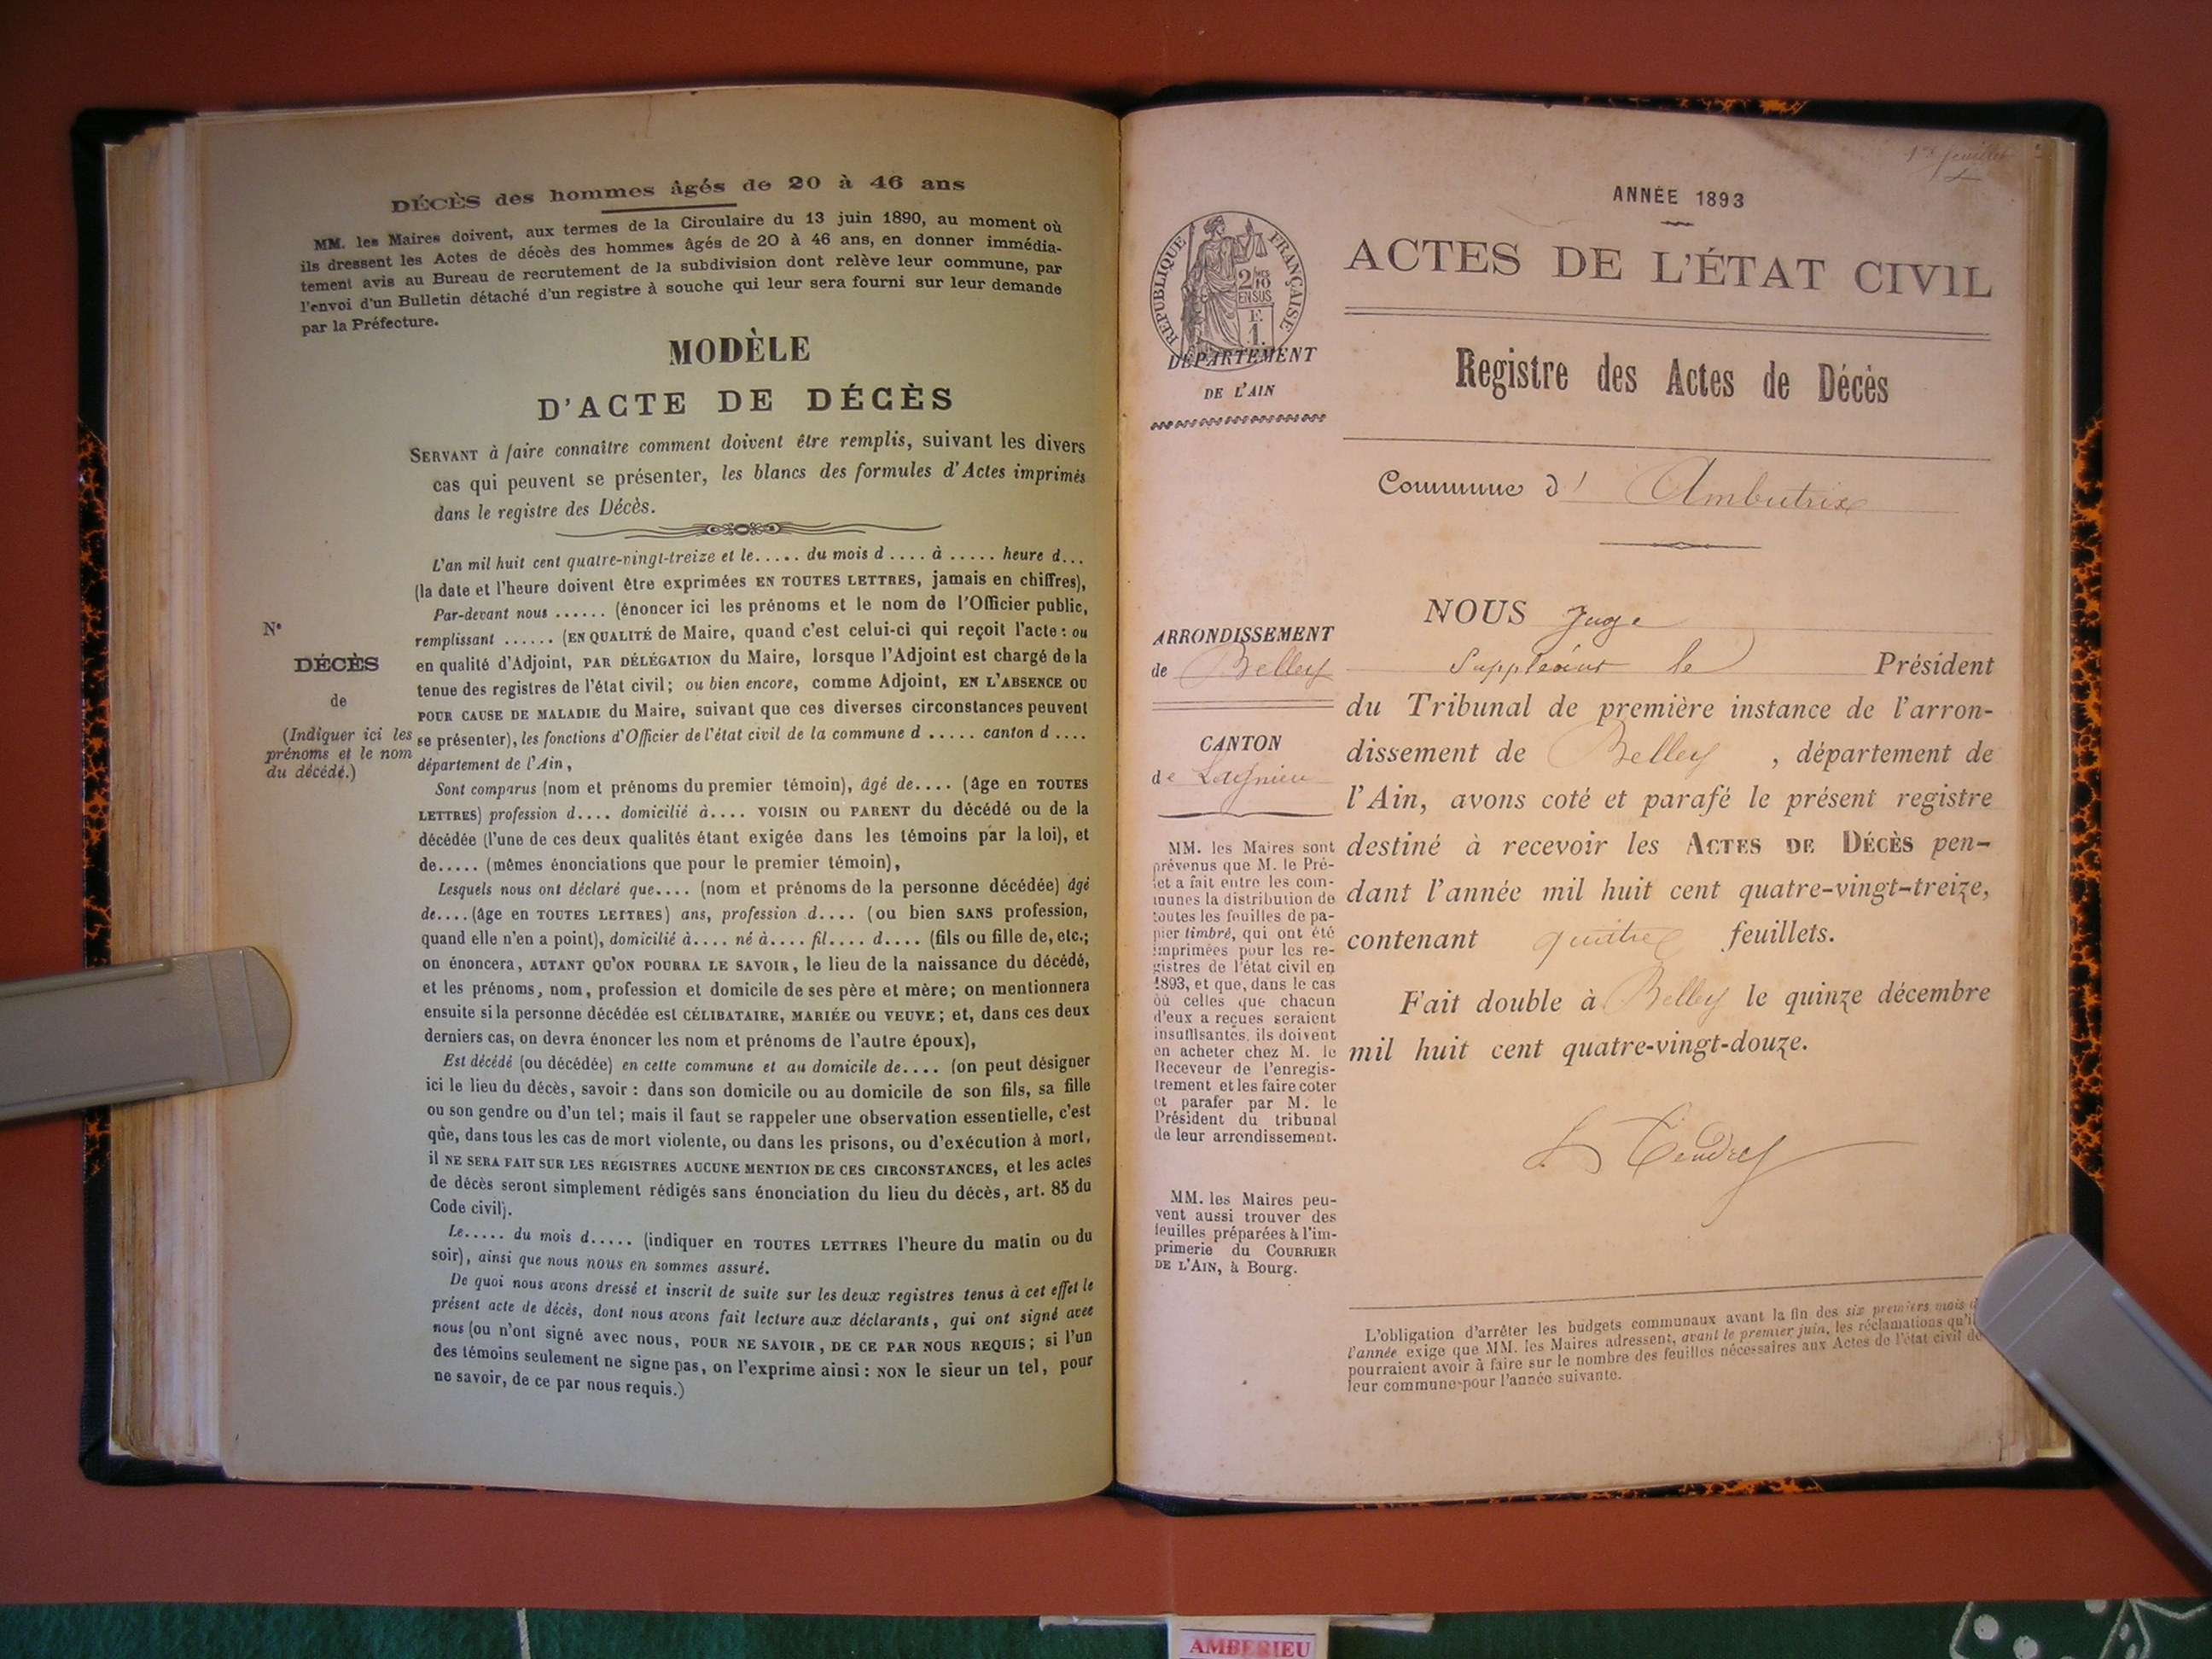 DÉCÈS des hommes âgés de 20 à 46 ans
MM. les Maires doivent, aux termes de la Circulaire du 13 juin 1890, au moment où
ils dressent les Actes de décès des hommes âgés de 20 à 46 ans, en donner immédia-
tement avis au Bureau de recrutement de la subdivision dont relève leur commune, par
l'envoi d'un Bulletin détaché d'un registre à souche qui leur sera fourni sur leur demande
par la Préfecture.
MODÈLE
D'ACTE DE DÉCÈS
SERVANT à faire connaître comment doivent être remplis, suivant les divers
cas qui peuvent se présenter, les blancs des formules d'Actes imprimés
dans le registre des Décès.
N°
DÉCÈS
de
(Indiquer ici les
prénoms et le nom
du décédé.)
L'an mil huit cent quatre-vingt-treize et le..... du mois d .... à ..... heure d...
(la date et l'heure doivent être exprimées EN TOUTES LETTRES, jamais en chiffres),
Par-devant nous ...... (énoncer ici les prénoms et le nom de l'Officier public,
remplissant ...... (EN QUALITÉ de Maire, quand c'est celui-ci qui reçoit l'acte : ou
en qualité d'Adjoint, PAR DÉLÉGATION du Maire, lorsque l'Adjoint est chargé de la
tenue des registres de l'état civil; ou bien encore, comme Adjoint, EN L'ABSENCE OU
POUR CAUSE DE MALADIE du Maire, suivant que ces diverses circonstances peuvent
se présenter), les fonctions d'Officier de l'état civil de la commune d ..... canton d ....
département de l'Ain,
Sont comparus (nom et prénoms du premier témoin), âgé de.... (âge en TOUTES
LETTRES) profession d.... domicilié à.... VOISIN OU PARENT du décédé ou de la
décédée (l'une de ces deux qualités étant exigée dans les témoins par la loi), et
de..... (mêmes énonciations que pour le premier témoin),
Lesquels nous ont déclaré que.... (nom et prénoms de la personne décédée) âgé
de.... (âge en TOUTES LETTRES) ans, profession d.... (ou bien SANS profession,
quand elle n'en a point), domicilié à.... né à.... fil.... d.... (fils ou fille de, etc.;
on énoncera, AUTANT QU'ON POURRA LE SAVOIR, le lieu de la naissance du décédé,
et les prénoms, nom, profession et domicile de ses père et mère; on mentionnera
ensuite si la personne décédée est CÉLIBATAIRE, MARIÉE OU VEUVE; et, dans ces deux
derniers cas, on devra énoncer les nom et prénoms de l'autre époux),
Est décédé (ou décédée) en cette commune et au domicile de.... (on peut désigner
ici le lieu du décès, savoir : dans son domicile ou au domicile de son fils, sa fille
ou son gendre ou d'un tel; mais il faut se rappeler une observation essentielle, c'est
que, dans tous les cas de mort violente, ou dans les prisons, ou d'exécution à mort,
il NE SERA FAIT SUR LES REGISTRES AUCUNE MENTION DE CES CIRCONSTANCES, et les actes
de décès seront simplement rédigés sans énonciation du lieu du décès, art. 85 du
Code civil).
Le..... du mois d..... (indiquer en TOUTES LETTRES l'heure du matin ou du
soir), ainsi que nous nous en sommes assuré.
De quoi nous avons dressé et inscrit de suite sur les deux registres tenus à cet effet le
présent acte de décès, dont nous avons fait lecture aux déclarants, qui ont signé avec
nous (ou n'ont signé avec nous, POUR NE SAVOIR, DE CE PAR NOUS REQUIS; si l'un
des témoins seulement ne signe pas, on l'exprime ainsi : NON le sieur un tel, pour
ne savoir, de ce par nous requis.)
1er feuillet
ANNÉE 1893
ACTES DE L'ÉTAT CIVIL
Registre des Actes de Décès
Commune d' Ambutrix
RÉPUBLIQUE FRANÇAISE
2/10
EN SUS
F.
1.
DÉPARTEMENT
DE L'AIN
ARRONDISSEMENT
de Belley
CANTON
de Lagnieu
MM. les Maires sont
prévenus que M. le Pré-
fet a fait entre les com-
munes la distribution de
toutes les feuilles de pa-
pier timbré, qui ont été
imprimées pour les re-
gistres de l'état civil en
1893, et que, dans le cas
où celles que chacun
d'eux a reçues seraient
insuffisantes, ils doivent
en acheter chez M. le
Receveur de l'enregis-
trement et les faire coter
et parafer par M. le
Président du tribunal
de leur arrondissement.
MM. les Maires peu-
vent aussi trouver des
feuilles préparées à l'im-
primerie du COURRIER
DE L'AIN, à Bourg.
NOUS Juge
Suppléant le Président
du Tribunal de première instance de l'arron-
dissement de Belley , département de
l'Ain, avons coté et parafé le présent registre
destiné à recevoir les ACTES DE DÉCÈS pen-
dant l'année mil huit cent quatre-vingt-treize,
contenant quatre feuillets.
Fait double à Belley le quinze décembre
mil huit cent quatre-vingt-douze.
L'obligation d'arrêter les budgets communaux avant la fin des six premiers mois d
l'année exige que MM. les Maires adressent, avant le premier juin, les réclamations qu'il
pourraient avoir à faire sur le nombre des feuilles nécessaires aux Actes de l'état civil de
leur commune pour l'année suivante.
AMBERIEU